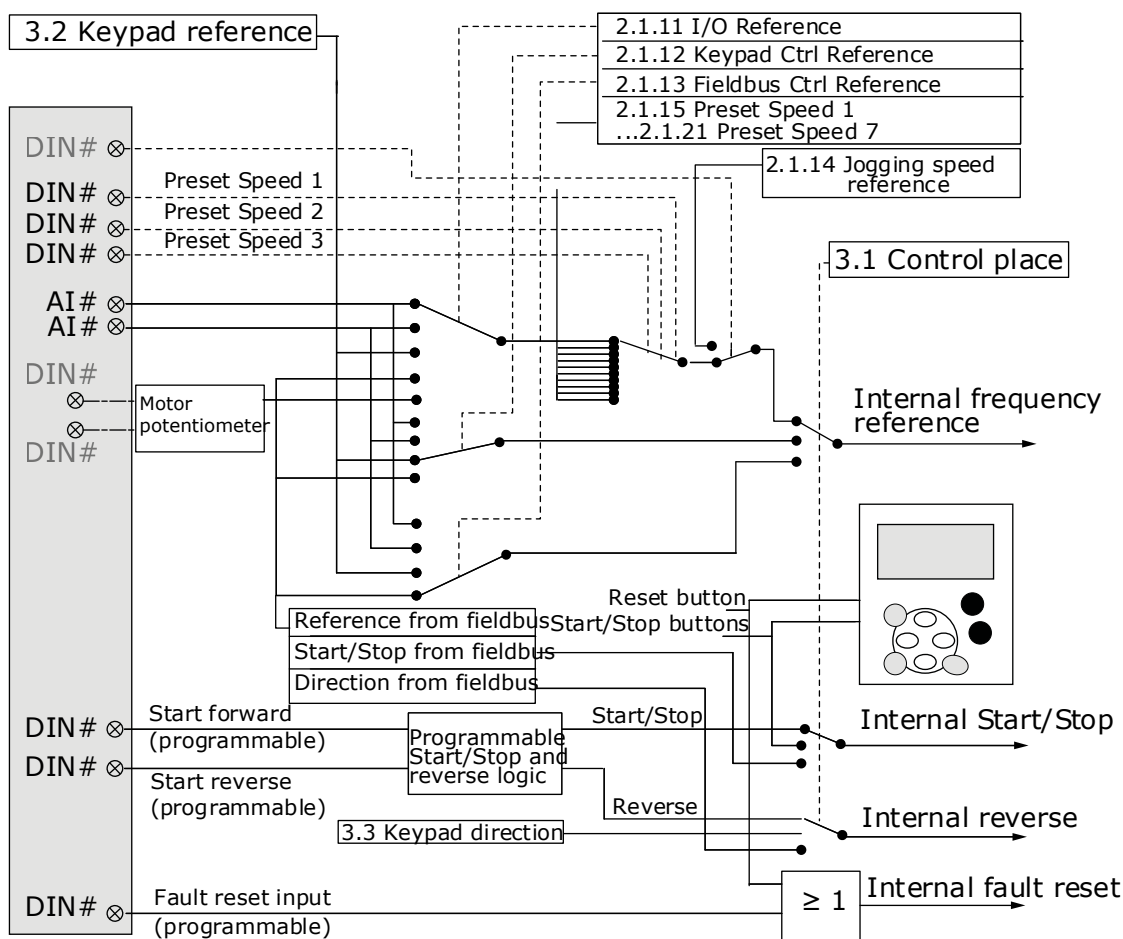 3.2 Keypad reference
2.1.11 I/O Reference
2.1.12 Keypad Ctrl Reference
2.1.13 Fieldbus Ctrl Reference
2.1.15 Preset Speed 1
...2.1.21 Preset Speed 7
2.1.14 Jogging speed
reference
3.1 Control place
DIN#
DIN#
Preset Speed 1
DIN#
Preset Speed 2
DIN#
Preset Speed 3
AI#
AI#
DIN#
DIN#
Motor
potentiometer
Internal frequency
reference
Reset button
Start/Stop buttons
Reference from fieldbus
Start/Stop from fieldbus
Direction from fieldbus
DIN#
Start forward
(programmable)
DIN#
Start reverse
(programmable)
Programmable
Start/Stop and
reverse logic
Start/Stop
Internal Start/Stop
Reverse
3.3 Keypad direction
Internal reverse
DIN#
Fault reset input
(programmable)
≥ 1
Internal fault reset